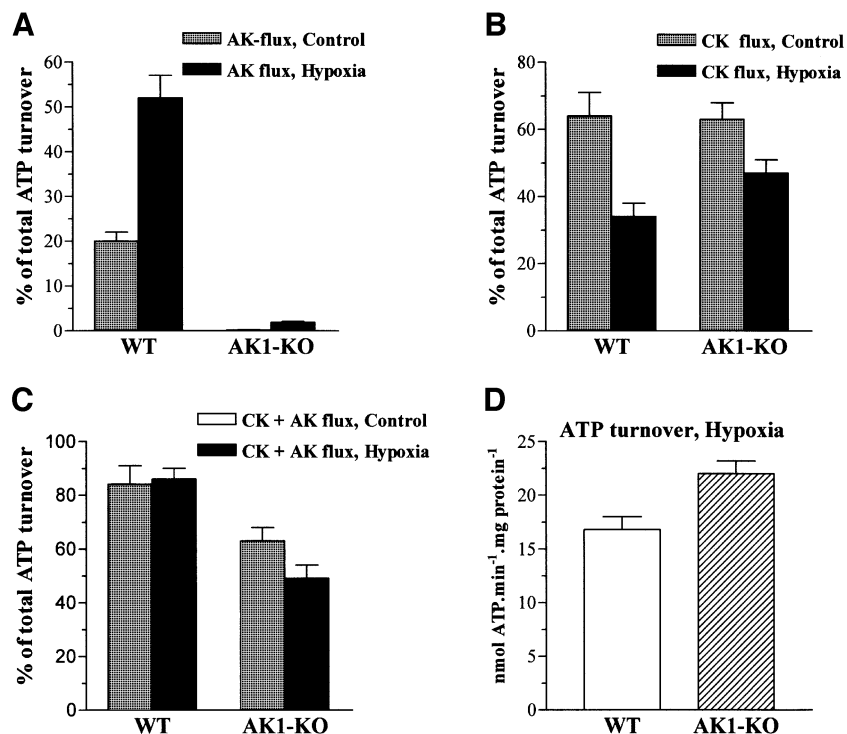 A
AK-flux, Control
AK flux, Hypoxia
% of total ATP turnover
60
50
40
30
20
10
0
WT
AK1-KO
B
CK flux, Control
CK flux, Hypoxia
% of total ATP turnover
80
60
40
20
0
WT
AK1-KO
C
CK + AK flux, Control
CK + AK flux, Hypoxia
% of total ATP turnover
100
80
60
40
20
0
WT
AK1-KO
D
ATP turnover, Hypoxia
nmol ATP.min⁻¹.mg protein⁻¹
25
20
15
10
5
0
WT
AK1-KO